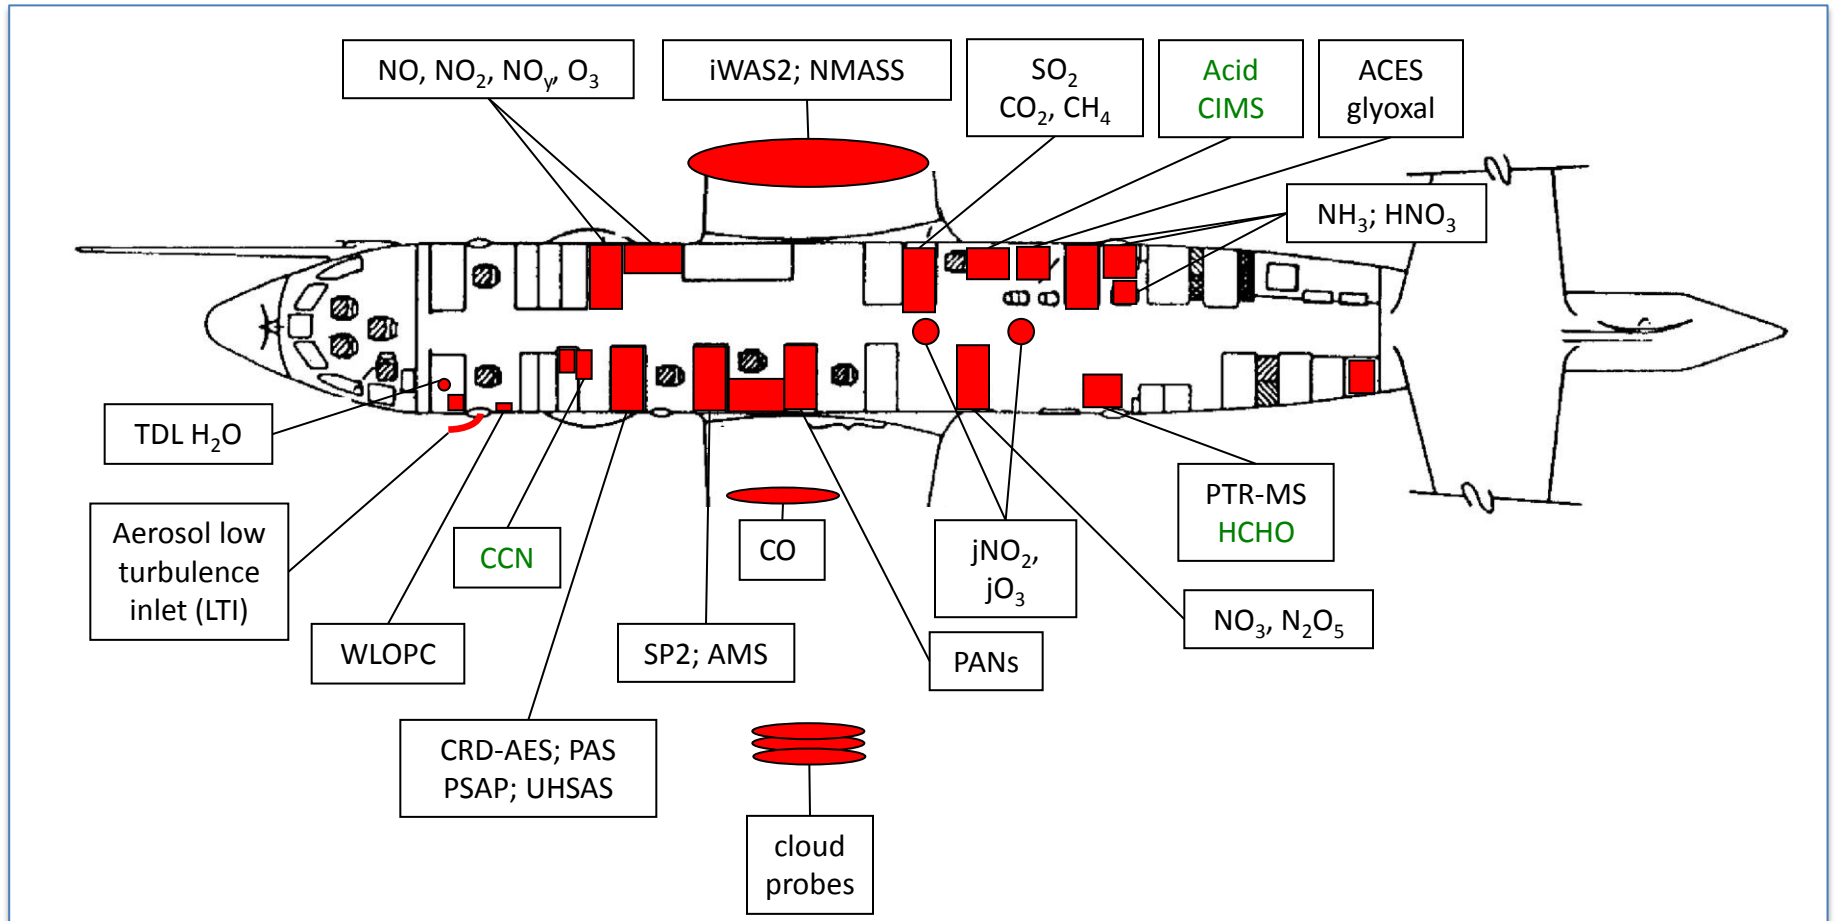 NO, NO₂, NOᵧ, O₃
iWAS2; NMASS
SO₂
CO₂, CH₄
Acid
CIMS
ACES
glyoxal
NH₃; HNO₃
TDL H₂O
Aerosol low
turbulence
inlet (LTI)
WLOPC
CCN
CRD-AES; PAS
PSAP; UHSAS
SP2; AMS
CO
cloud
probes
PANs
jNO₂,
jO₃
NO₃, N₂O₅
PTR-MS
HCHO